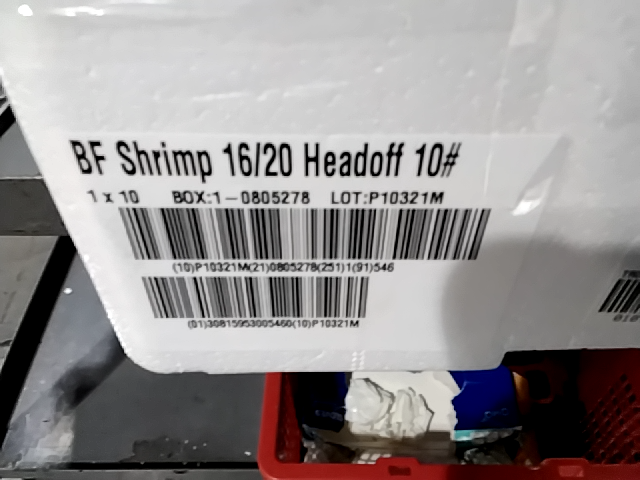 BF Shrimp 16/20 Headoff 10#
1 x 10 BOX:1-0805278 LOT:P10321M
(10)P10321M(21)0805278(251)1(91)546
(01)30815953005460(10)P10321M